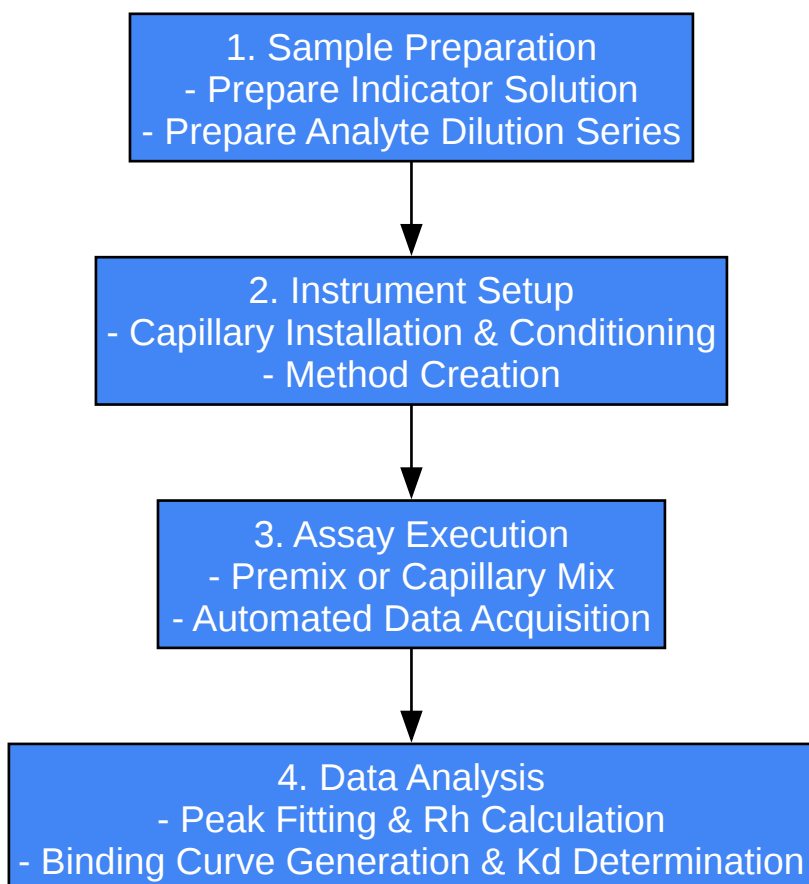 1. Sample Preparation
- Prepare Indicator Solution
- Prepare Analyte Dilution Series
2. Instrument Setup
- Capillary Installation & Conditioning
- Method Creation
3. Assay Execution
- Premix or Capillary Mix
- Automated Data Acquisition
4. Data Analysis
- Peak Fitting & Rh Calculation
- Binding Curve Generation & Kd Determination